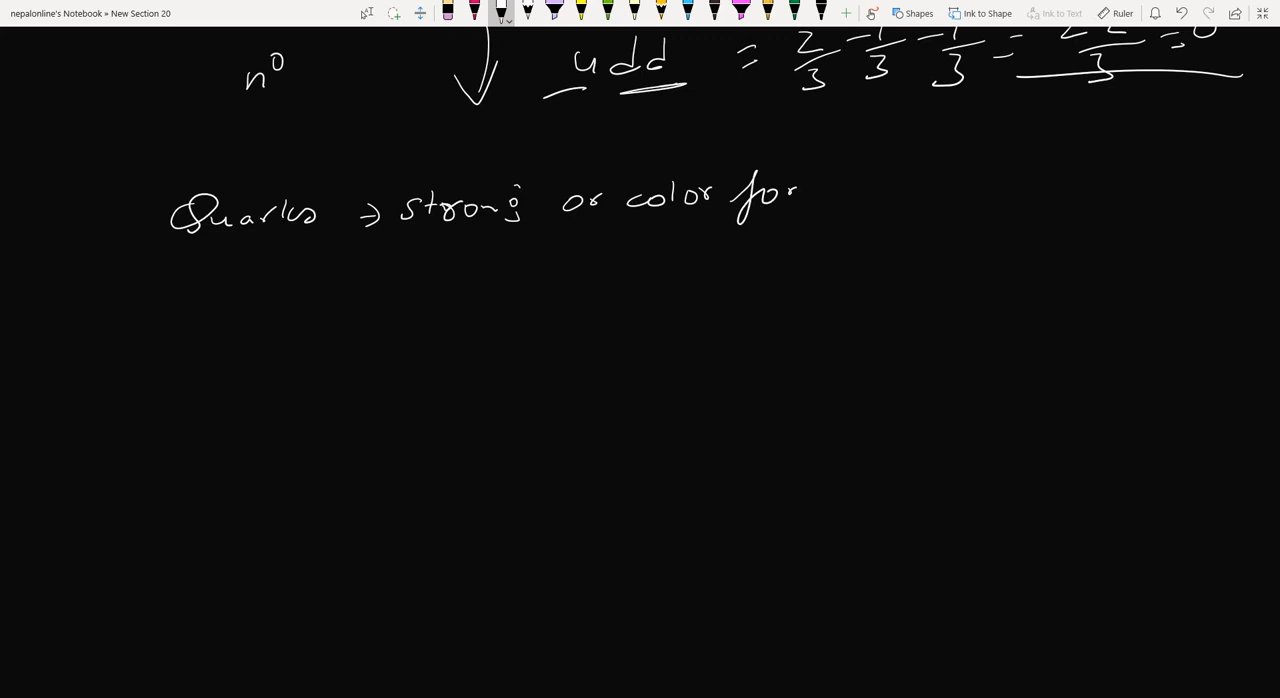 nepalonline's Notebook » New Section 20
Shapes Ink to Shape Ink to Text Ruler
n⁰ udd = 2/3 -1/3 -1/3 = =0
Quarks → strong or color for